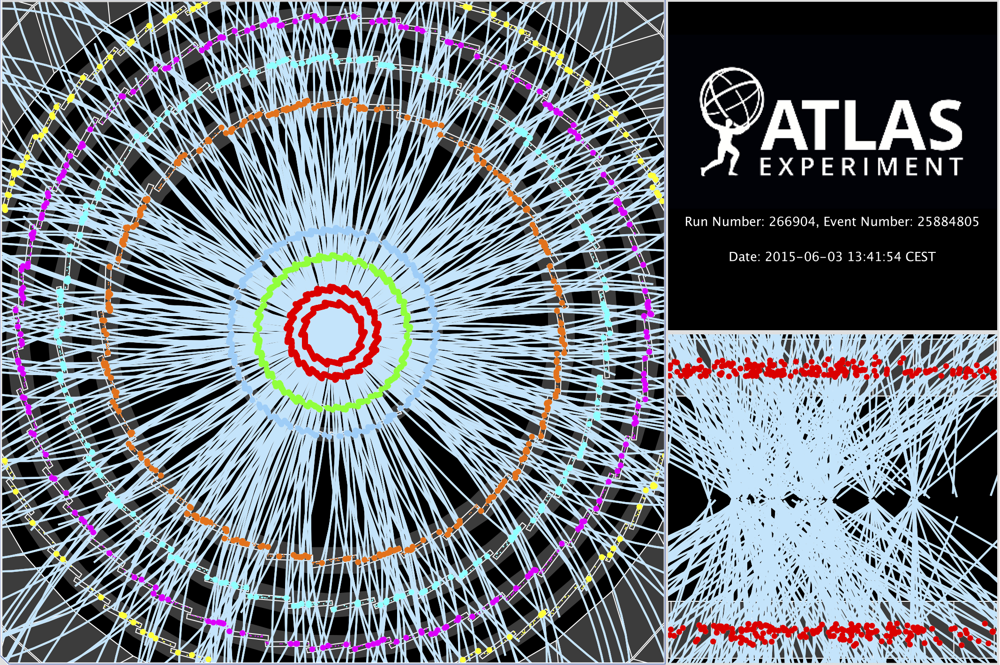 ATLAS
EXPERIMENT
Run Number: 266904, Event Number: 25884805
Date: 2015-06-03 13:41:54 CEST